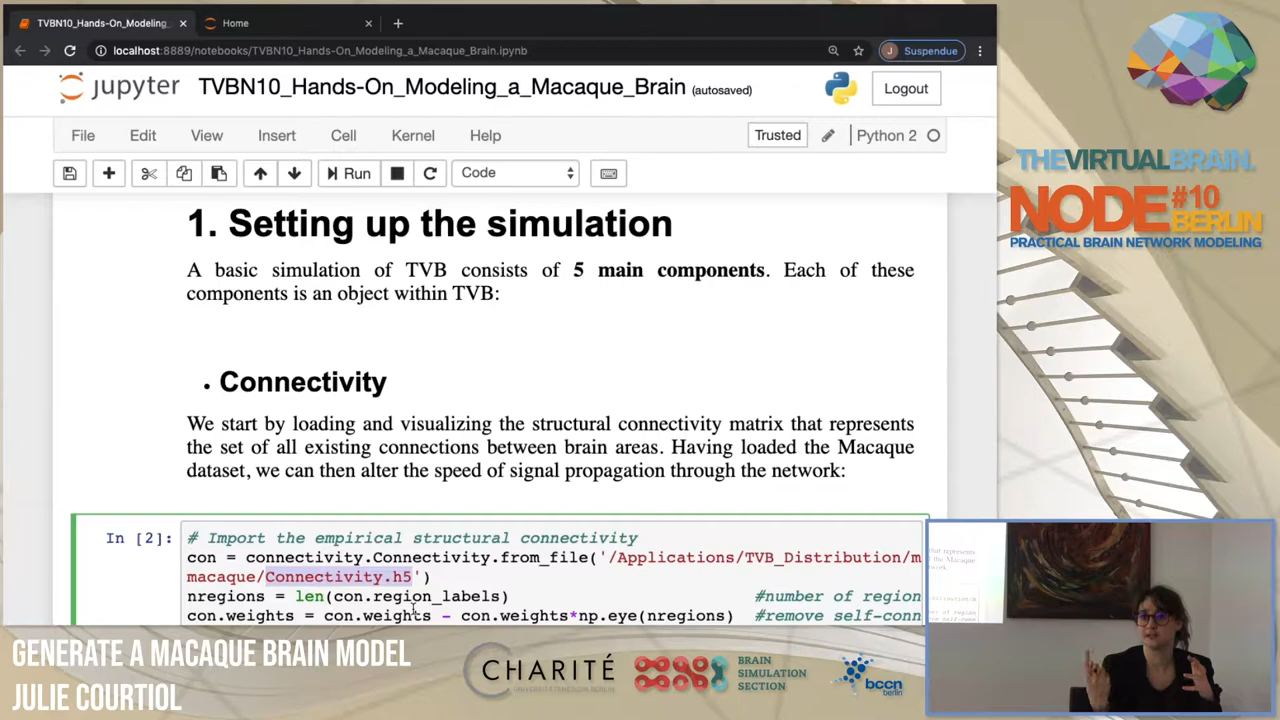 TVBN10_Hands-On_Modeling_
Home
localhost:8889/notebooks/TVBN10_Hands-On_Modeling_a_Macaque_Brain.ipynb
J Suspendue
jupyter TVBN10_Hands-On_Modeling_a_Macaque_Brain (autosaved)
Logout
File Edit View Insert Cell Kernel Help
Trusted
Python 2
Run
Code
1. Setting up the simulation
A basic simulation of TVB consists of 5 main components. Each of these
components is an object within TVB:
• Connectivity
We start by loading and visualizing the structural connectivity matrix that represents
the set of all existing connections between brain areas. Having loaded the Macaque
dataset, we can then alter the speed of signal propagation through the network:
In [2]:
# Import the empirical structural connectivity
con = connectivity.Connectivity.from_file('/Applications/TVB_Distribution/m
macaque/Connectivity.h5')
nregions = len(con.region_labels) #number of region
con.weights = con.weights - con.weights*np.eye(nregions) #remove self-conn
THEVIRTUALBRAIN.
NODE #10
BERLIN
PRACTICAL BRAIN NETWORK MODELING
GENERATE A MACAQUE BRAIN MODEL
JULIE COURTIOL
CHARITÉ
UNIVERSITÄTSMEDIZIN BERLIN
BRAIN
SIMULATION
SECTION
bccn
berlin